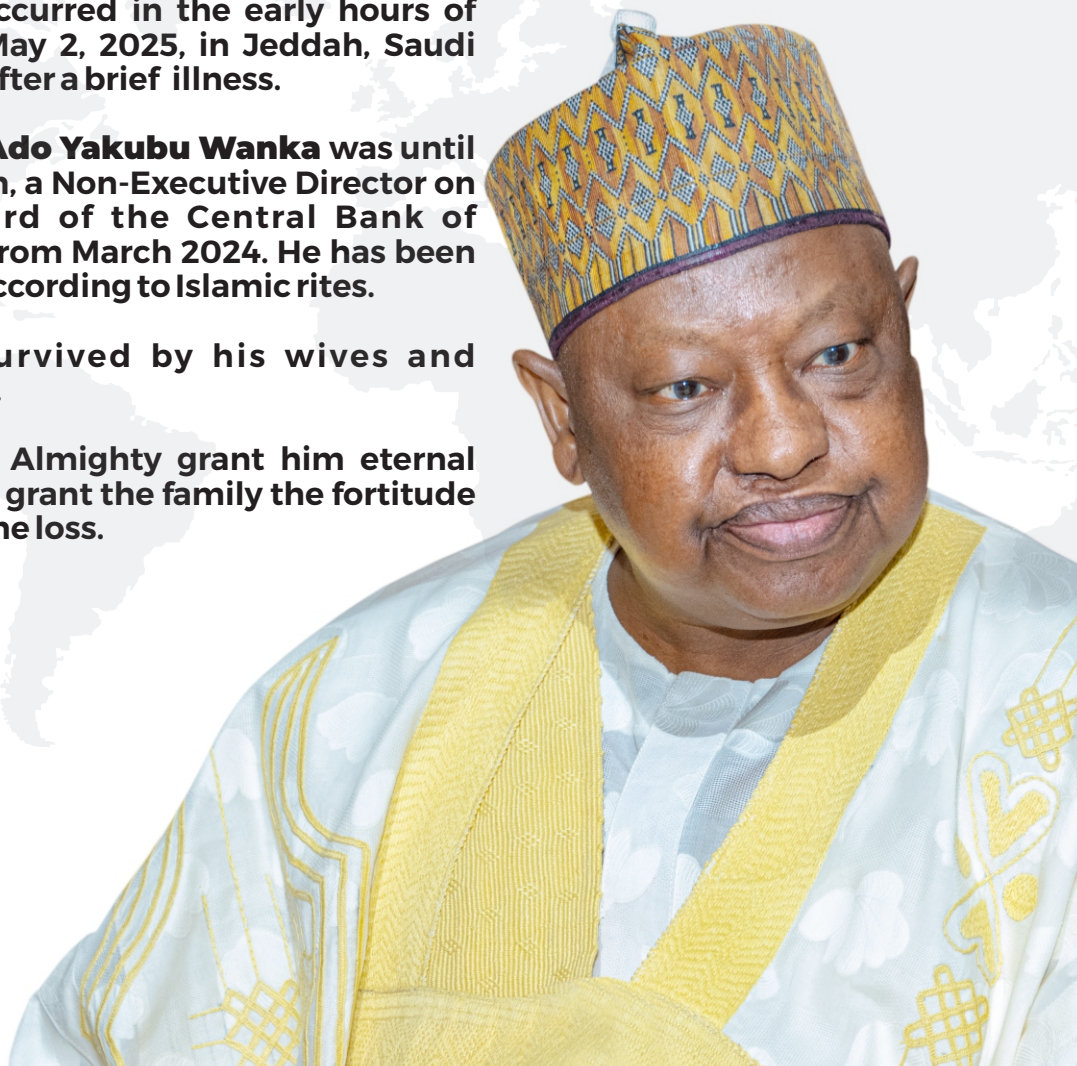 ccurred in the early hours of
May 2, 2025, in Jeddah, Saudi
fter a brief illness.
Ado Yakubu Wanka was until
n, a Non-Executive Director on
rd of the Central Bank of
rom March 2024. He has been
ccording to Islamic rites.
urvived by his wives and
Almighty grant him eternal
grant the family the fortitude
he loss.